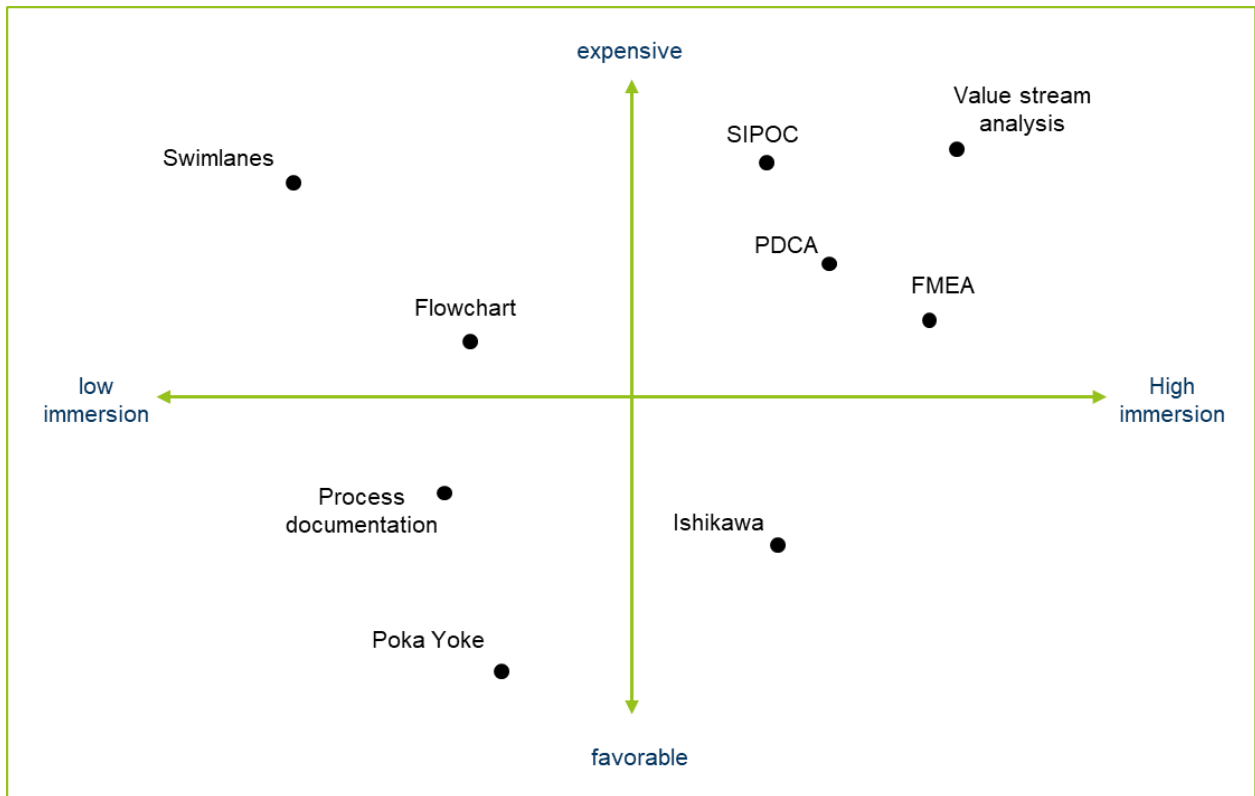 expensive
Value stream
analysis
SIPOC
Swimlanes
PDCA
FMEA
Flowchart
low
immersion
High
immersion
Process
documentation
Ishikawa
Poka Yoke
favorable